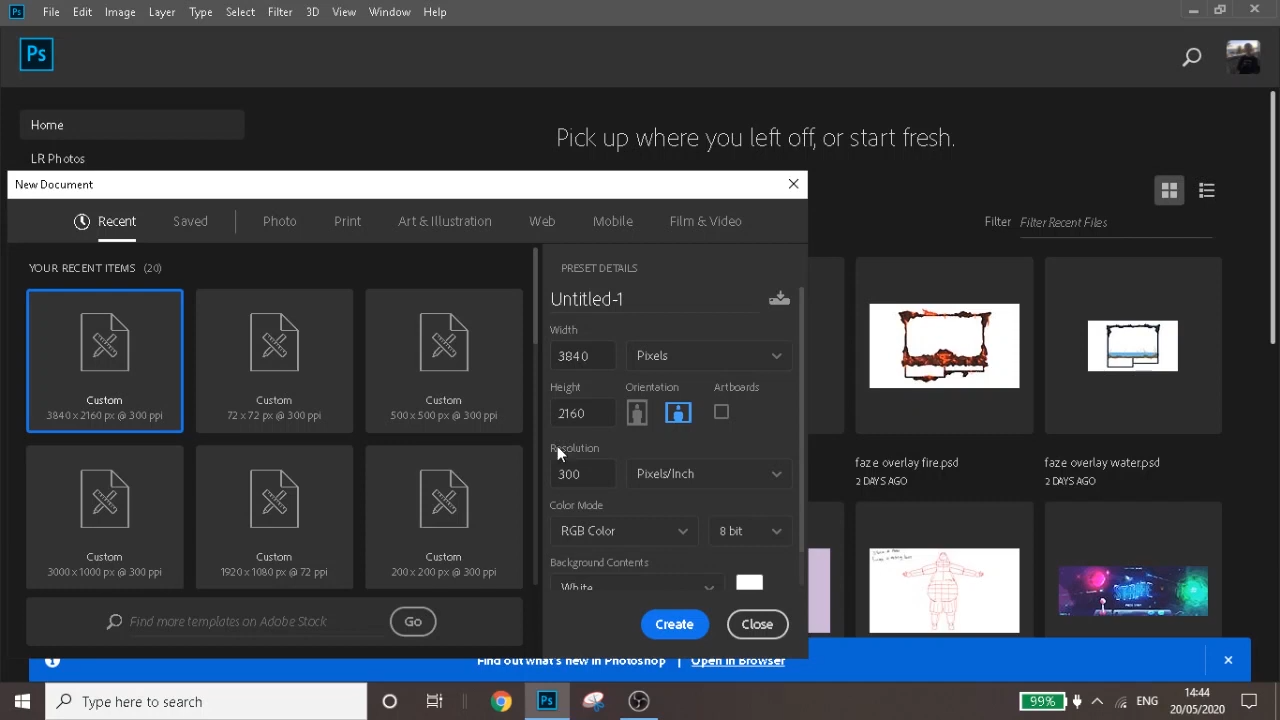 Ps File Edit Image Layer Type Select Filter 3D View Window Help
Ps
Home
LR Photos
Pick up where you left off, or start fresh.
Filter Filter Recent Files
New Document
Recent Saved Photo Print Art & Illustration Web Mobile Film & Video
YOUR RECENT ITEMS (20)
Custom
3840 x 2160 px @ 300 ppi
Custom
72 x 72 px @ 300 ppi
Custom
500 x 500 px @ 300 ppi
Custom
3000 x 1000 px @ 300 ppi
Custom
1920 x 1080 px @ 72 ppi
Custom
200 x 200 px @ 300 ppi
Find more templates on Adobe Stock Go
PRESET DETAILS
Untitled-1
Width
3840 Pixels
Height Orientation Artboards
2160
Resolution
300 Pixels/Inch
Color Mode
RGB Color 8 bit
Background Contents
White
Create Close
faze overlay fire.psd
2 DAYS AGO
faze overlay water.psd
2 DAYS AGO
Find out what's new in Photoshop | Open in Browser
Type here to search
Ps
99%
ENG
14:44
20/05/2020